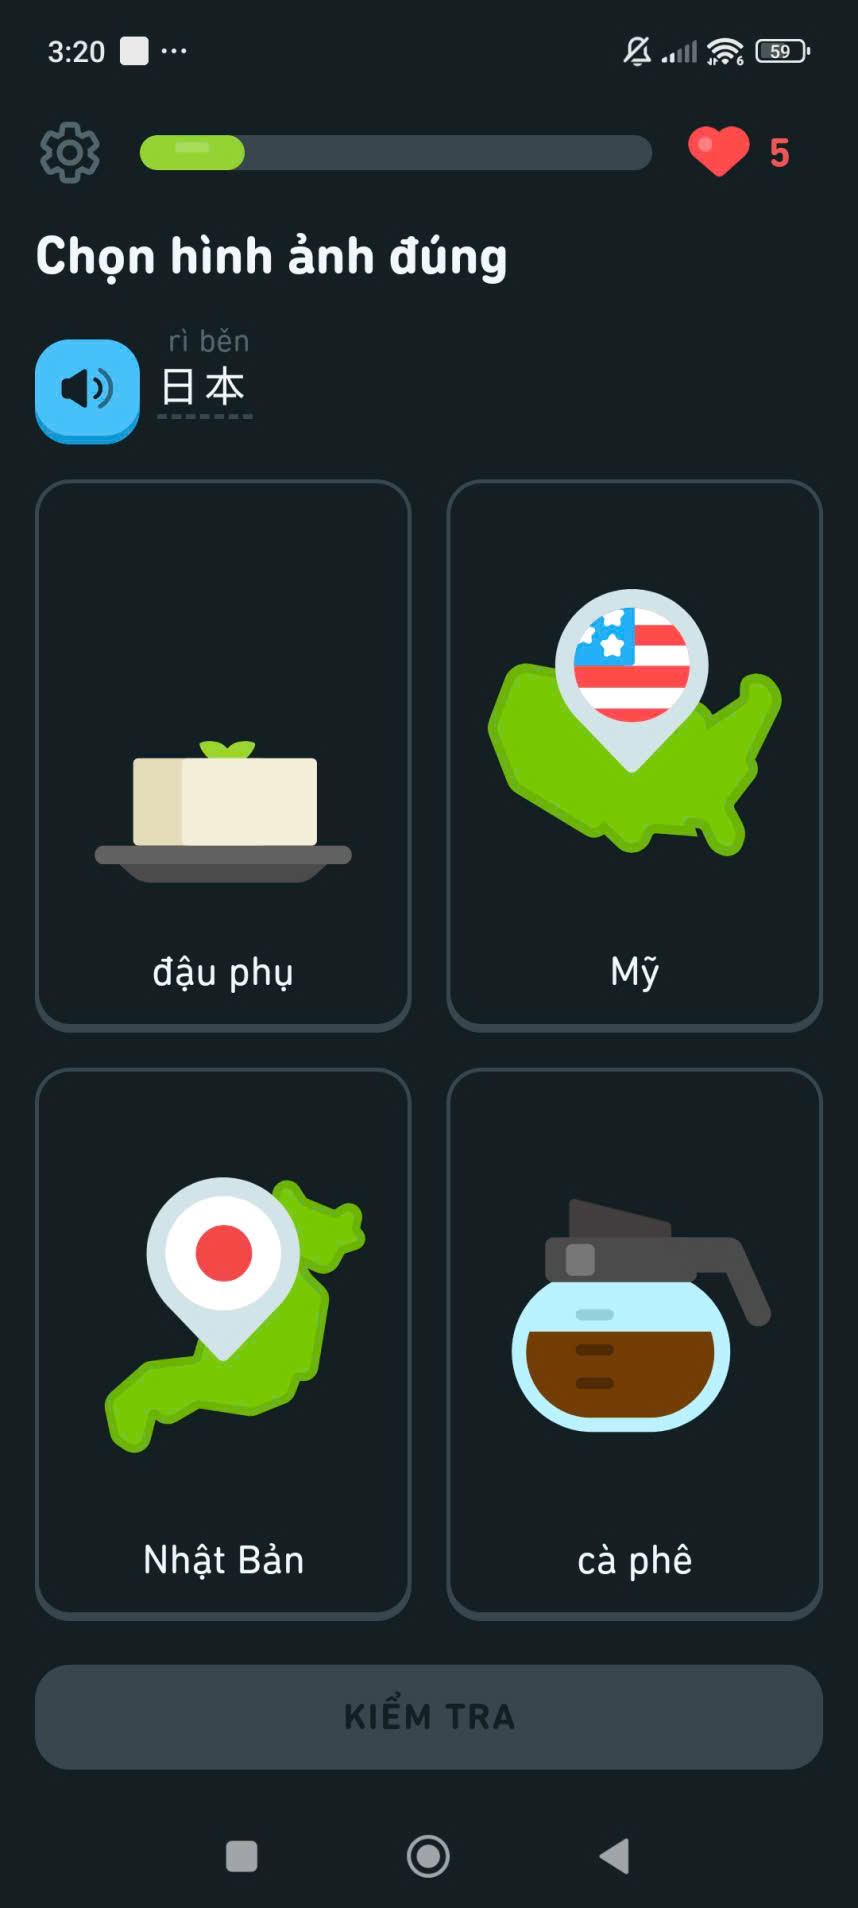 3:20
59
5
Chọn hình ảnh đúng
rì běn
日本
đậu phụ
Mỹ
Nhật Bản
cà phê
KIỂM TRA